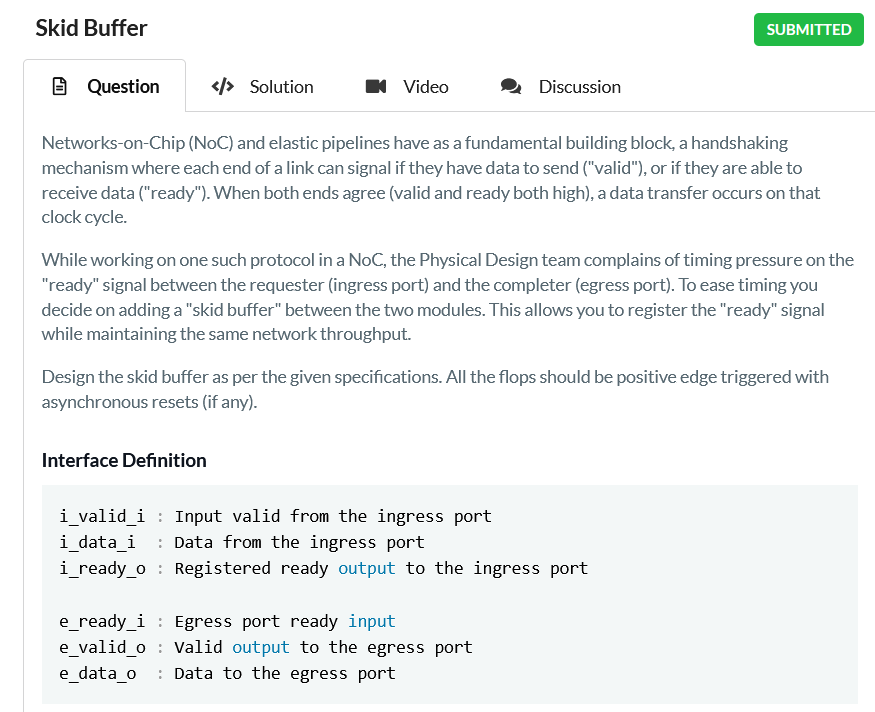 Skid Buffer
SUBMITTED
Question
Solution
Video
Discussion
Networks-on-Chip (NoC) and elastic pipelines have as a fundamental building block, a handshaking
mechanism where each end of a link can signal if they have data to send ("valid"), or if they are able to
receive data ("ready"). When both ends agree (valid and ready both high), a data transfer occurs on that
clock cycle.
While working on one such protocol in a NoC, the Physical Design team complains of timing pressure on the
"ready" signal between the requester (ingress port) and the completer (egress port). To ease timing you
decide on adding a "skid buffer" between the two modules. This allows you to register the "ready" signal
while maintaining the same network throughput.
Design the skid buffer as per the given specifications. All the flops should be positive edge triggered with
asynchronous resets (if any).
Interface Definition
i_valid_i : Input valid from the ingress port
i_data_i  : Data from the ingress port
i_ready_o : Registered ready output to the ingress port
e_ready_i : Egress port ready input
e_valid_o : Valid output to the egress port
e_data_o  : Data to the egress port